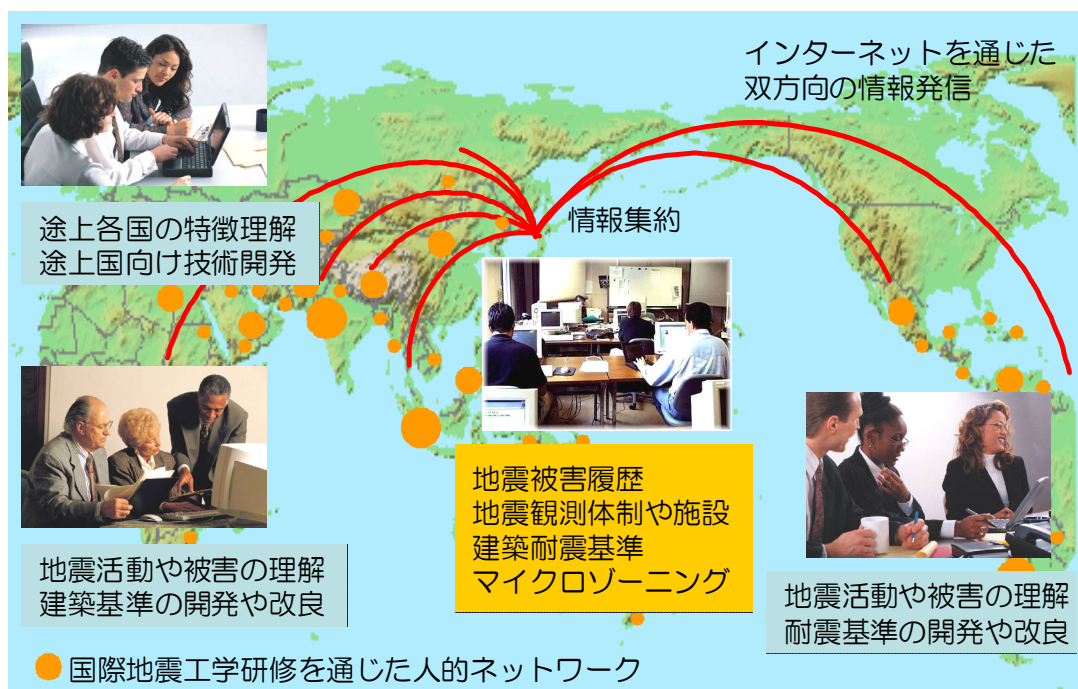 インターネットを通じた
双方向の情報発信
情報集約
途上各国の特徴理解
途上国向け技術開発
地震被害履歴
地震観測体制や施設
建築耐震基準
マイクロゾーニング
地震活動や被害の理解
建築基準の開発や改良
地震活動や被害の理解
耐震基準の開発や改良
国際地震工学研修を通じた人的ネットワーク